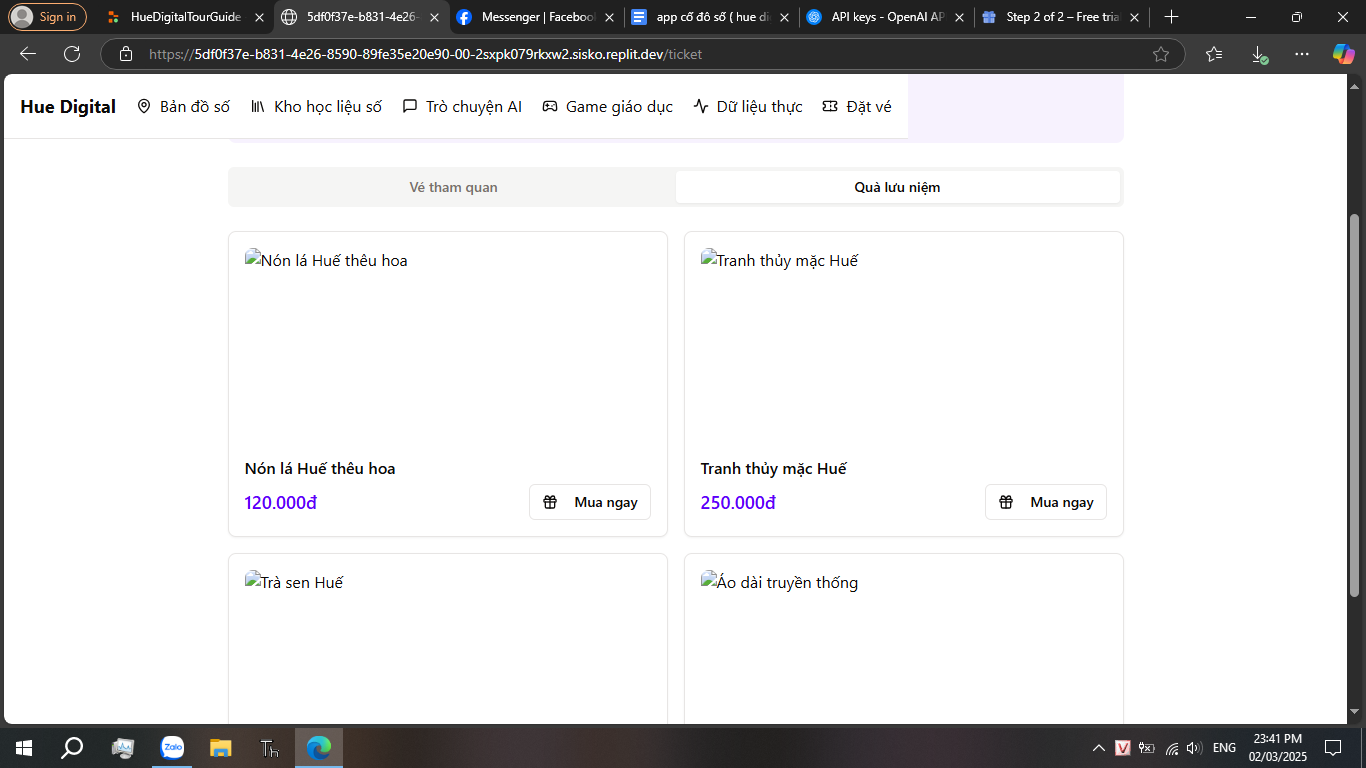 Sign in
HueDigitalTourGuide
5df0f37e-b831-4e26-
Messenger | Faceboo
app cố đô số ( hue di
API keys - OpenAI AP
Step 2 of 2 – Free tria
https://5df0f37e-b831-4e26-8590-89fe35e20e90-00-2sxpk079rkxw2.sisko.replit.dev/ticket
Hue Digital
Bản đồ số
Kho học liệu số
Trò chuyện AI
Game giáo dục
Dữ liệu thực
Đặt vé
Vé tham quan
Quà lưu niệm
Nón lá Huế thêu hoa
Tranh thủy mặc Huế
Nón lá Huế thêu hoa
120.000đ
Mua ngay
Tranh thủy mặc Huế
250.000đ
Mua ngay
Trà sen Huế
Áo dài truyền thống
Zalo
Th
V
ENG
23:41 PM
02/03/2025